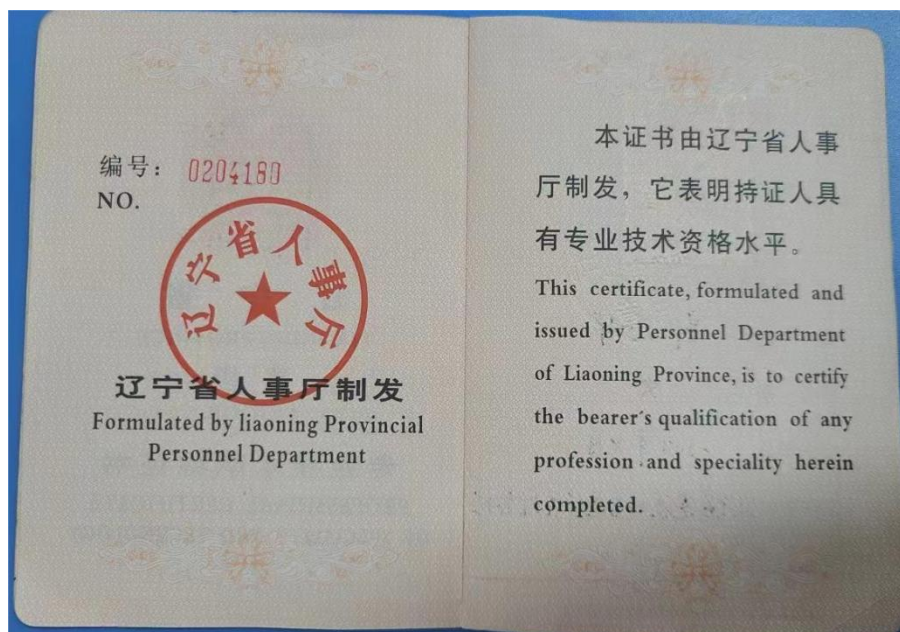 编号： 0204180
NO.
辽宁省人事厅
辽宁省人事厅制发
Formulated by liaoning Provincial
Personnel Department
本证书由辽宁省人事
厅制发，它表明持证人具
有专业技术资格水平。
This certificate, formulated and
issued by Personnel Department
of Liaoning Province, is to certify
the bearer's qualification of any
profession and speciality herein
completed.